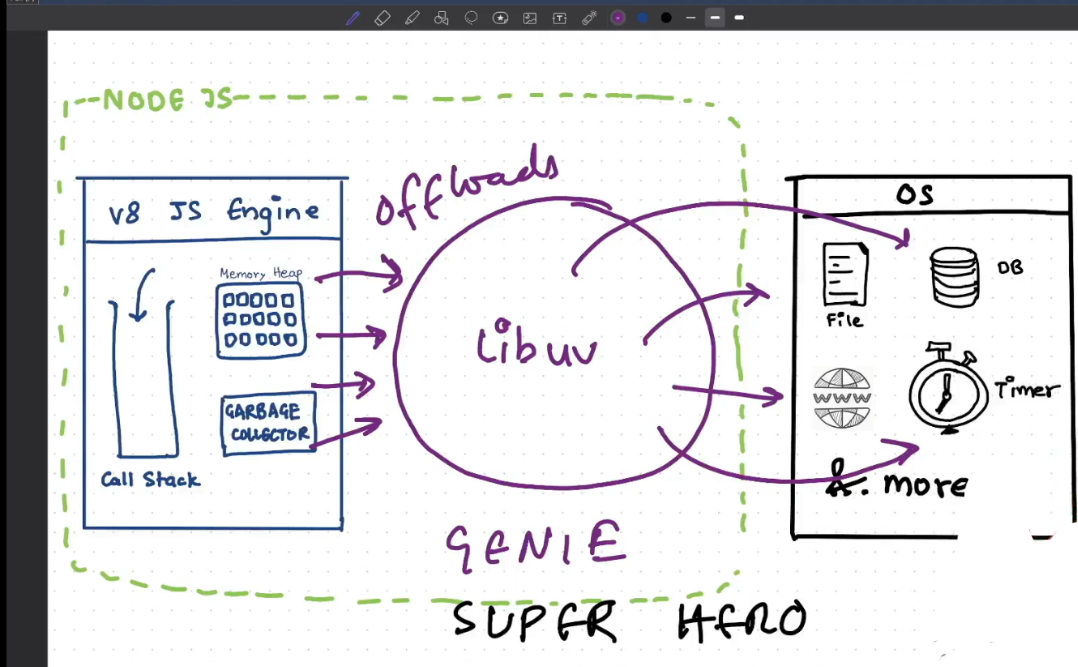 NODE JS
offloads
V8 JS Engine
OS
Memory Heap
DB
File
Libuv
GARBAGE
COLLECTOR
www
Timer
Call Stack
&. more
GENIE
SUPER HERO